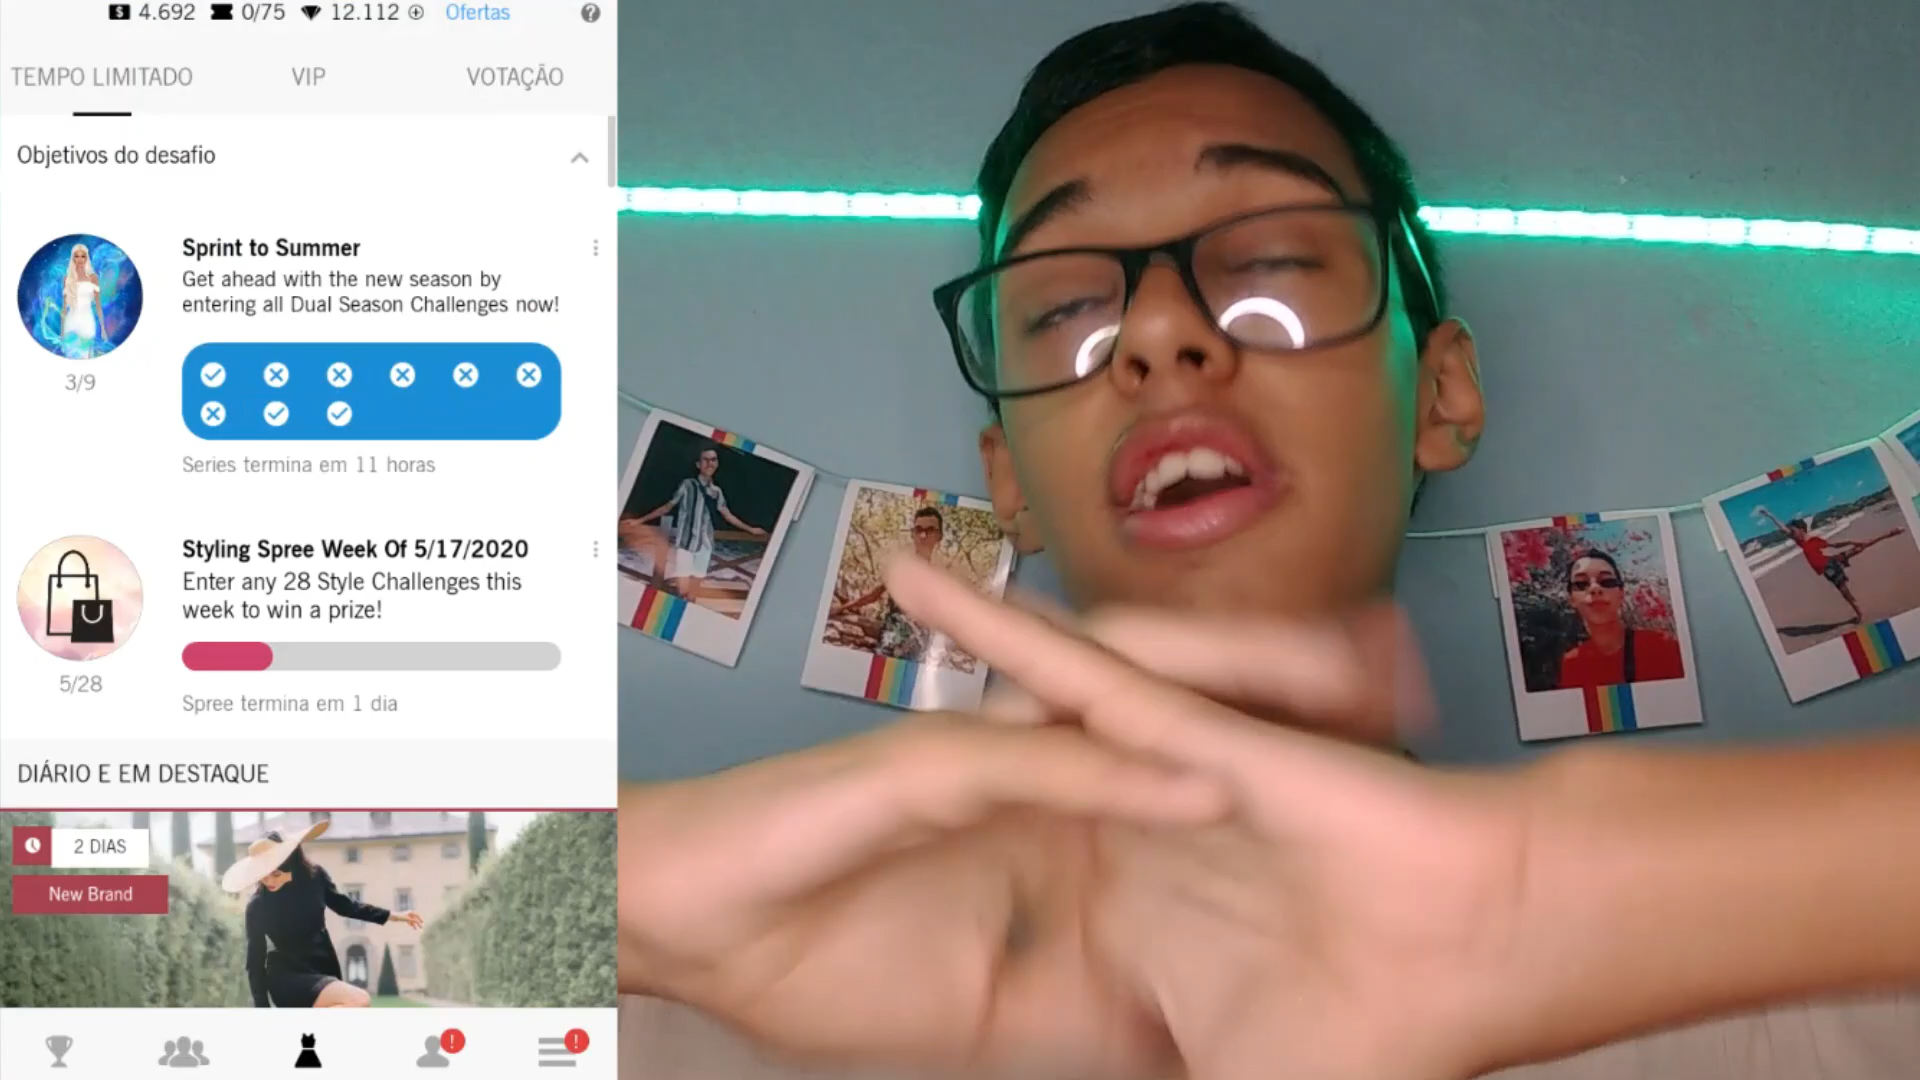 $ 4.692 0/75 12.112 Ofertas ?
TEMPO LIMITADO VIP VOTAÇÃO
Objetivos do desafio
Sprint to Summer
Get ahead with the new season by
entering all Dual Season Challenges now!
3/9
Series termina em 11 horas
Styling Spree Week Of 5/17/2020
Enter any 28 Style Challenges this
week to win a prize!
5/28
Spree termina em 1 dia
DIÁRIO E EM DESTAQUE
2 DIAS
New Brand
! !